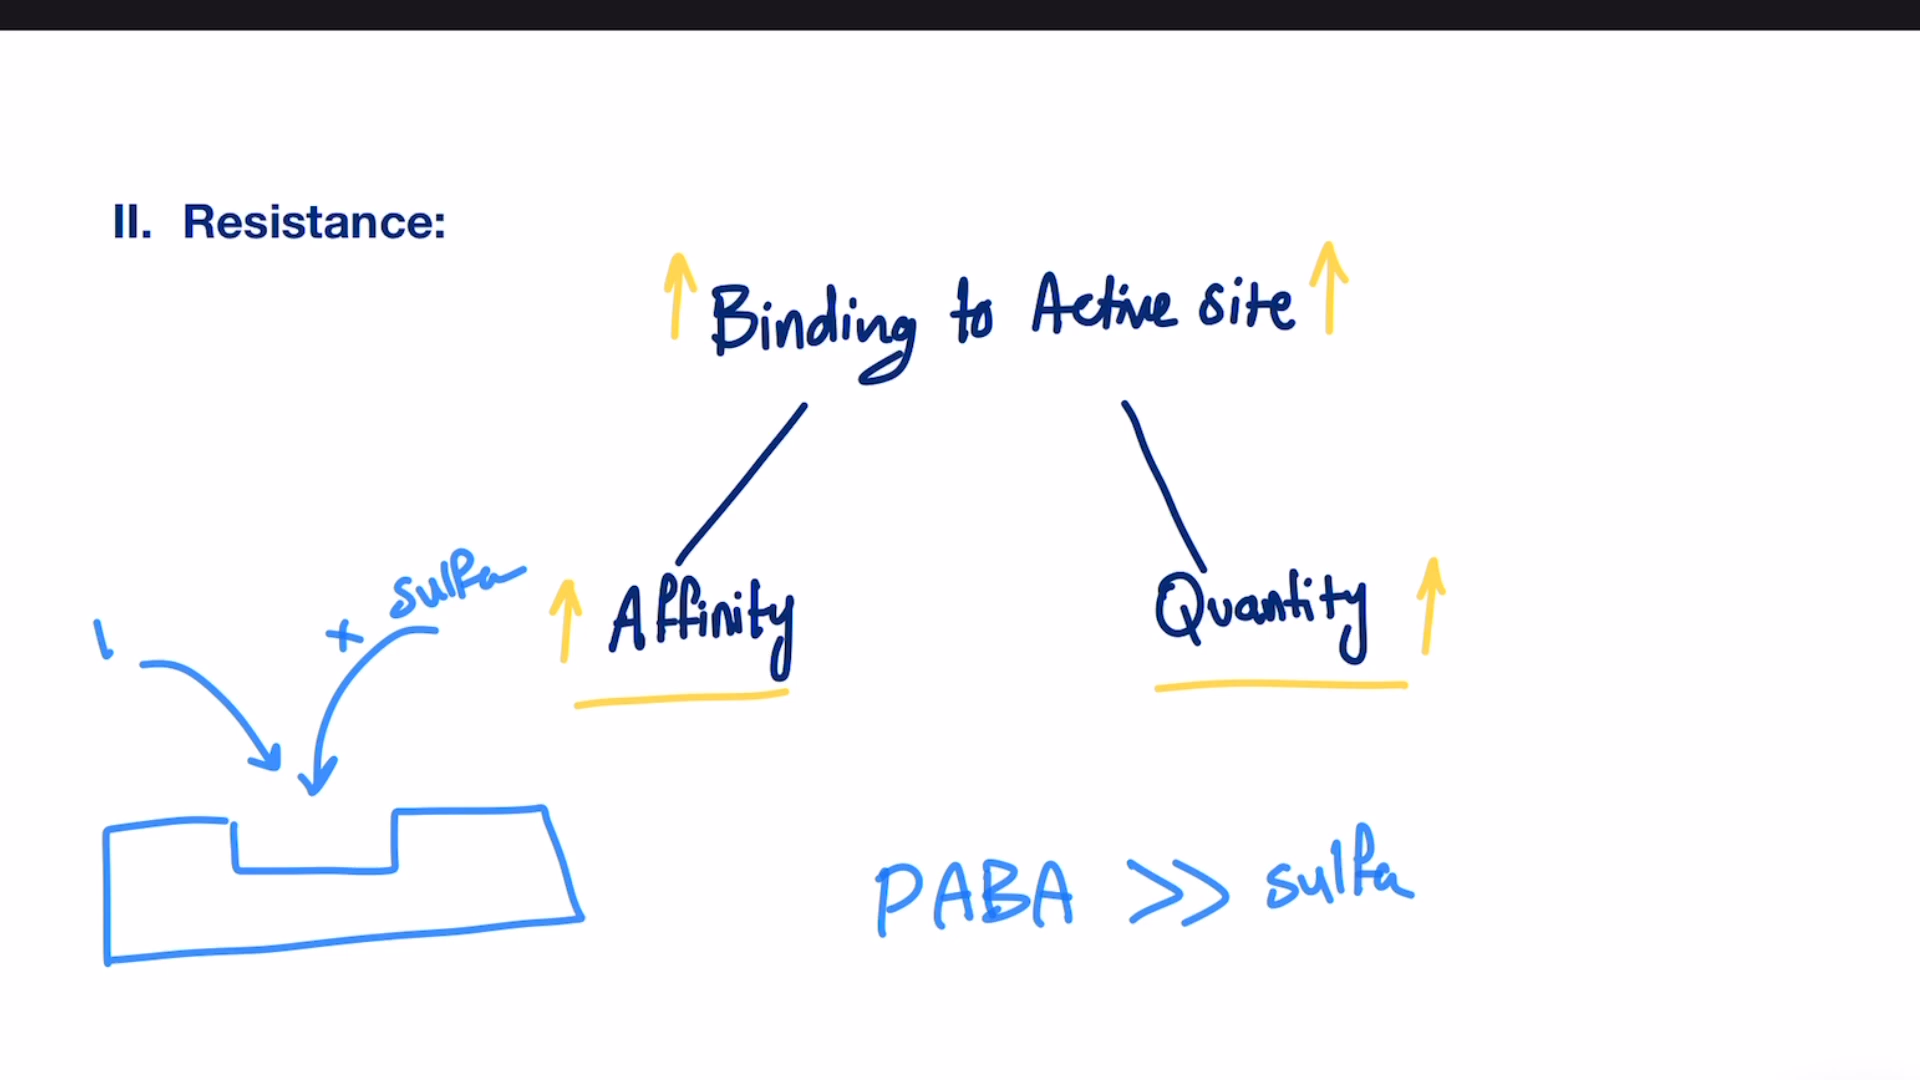 II. Resistance:
↑ Binding to Active site ↑
↑ Affinity
Quantity ↑
+ sulfa
PABA >> sulfa